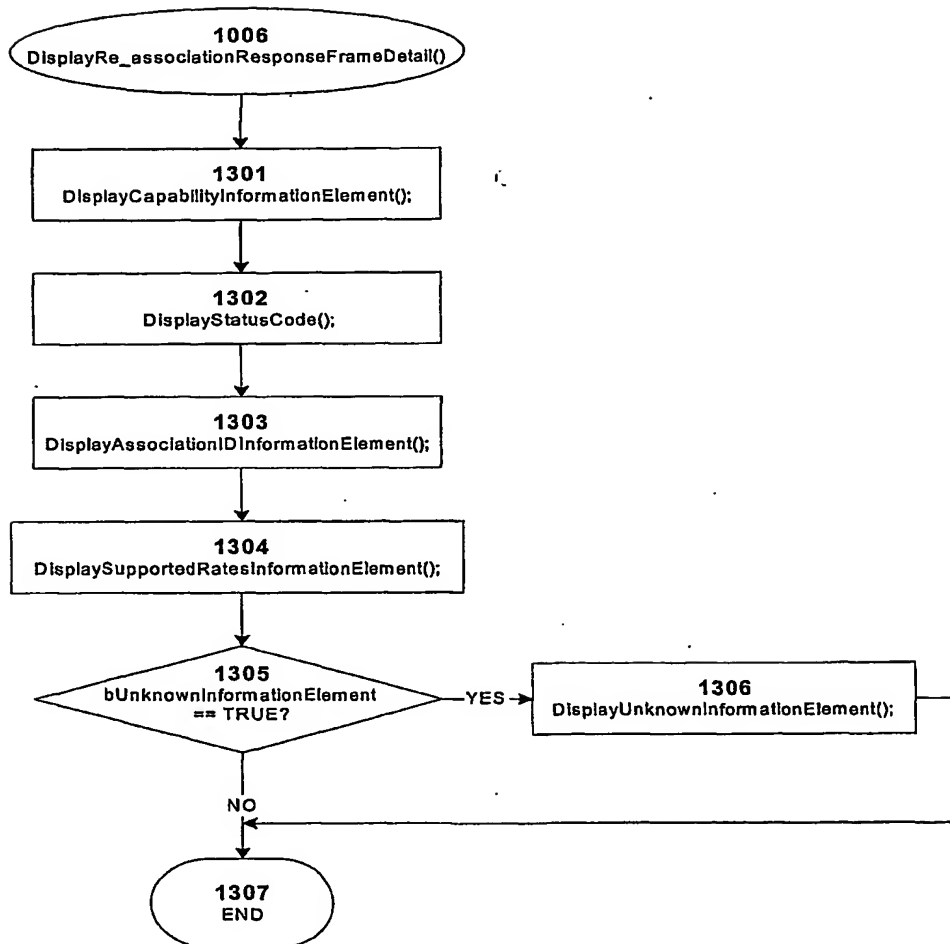 1006
DisplayRe_associationResponseFrameDetail()
1301
DisplayCapabilityInformationElement();
1302
DisplayStatusCode();
1303
DisplayAssociationIDInformationElement();
1304
DisplaySupportedRatesInformationElement();
1305
bUnknownInformationElement
== TRUE?
YES
1306
DisplayUnknownInformationElement();
NO
1307
END